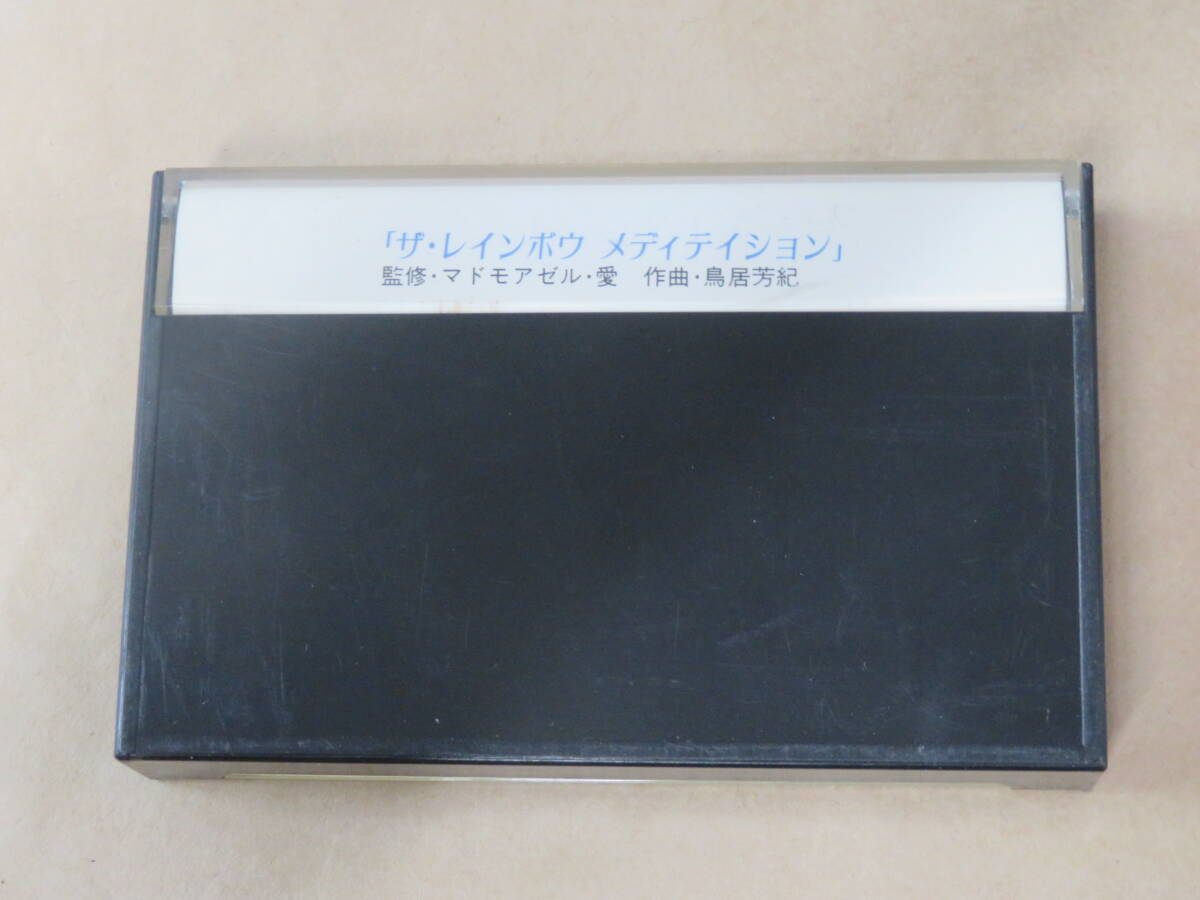 「ザ・レインボウ メディテイション」
監修・マドモアゼル・愛　作曲・鳥居芳紀